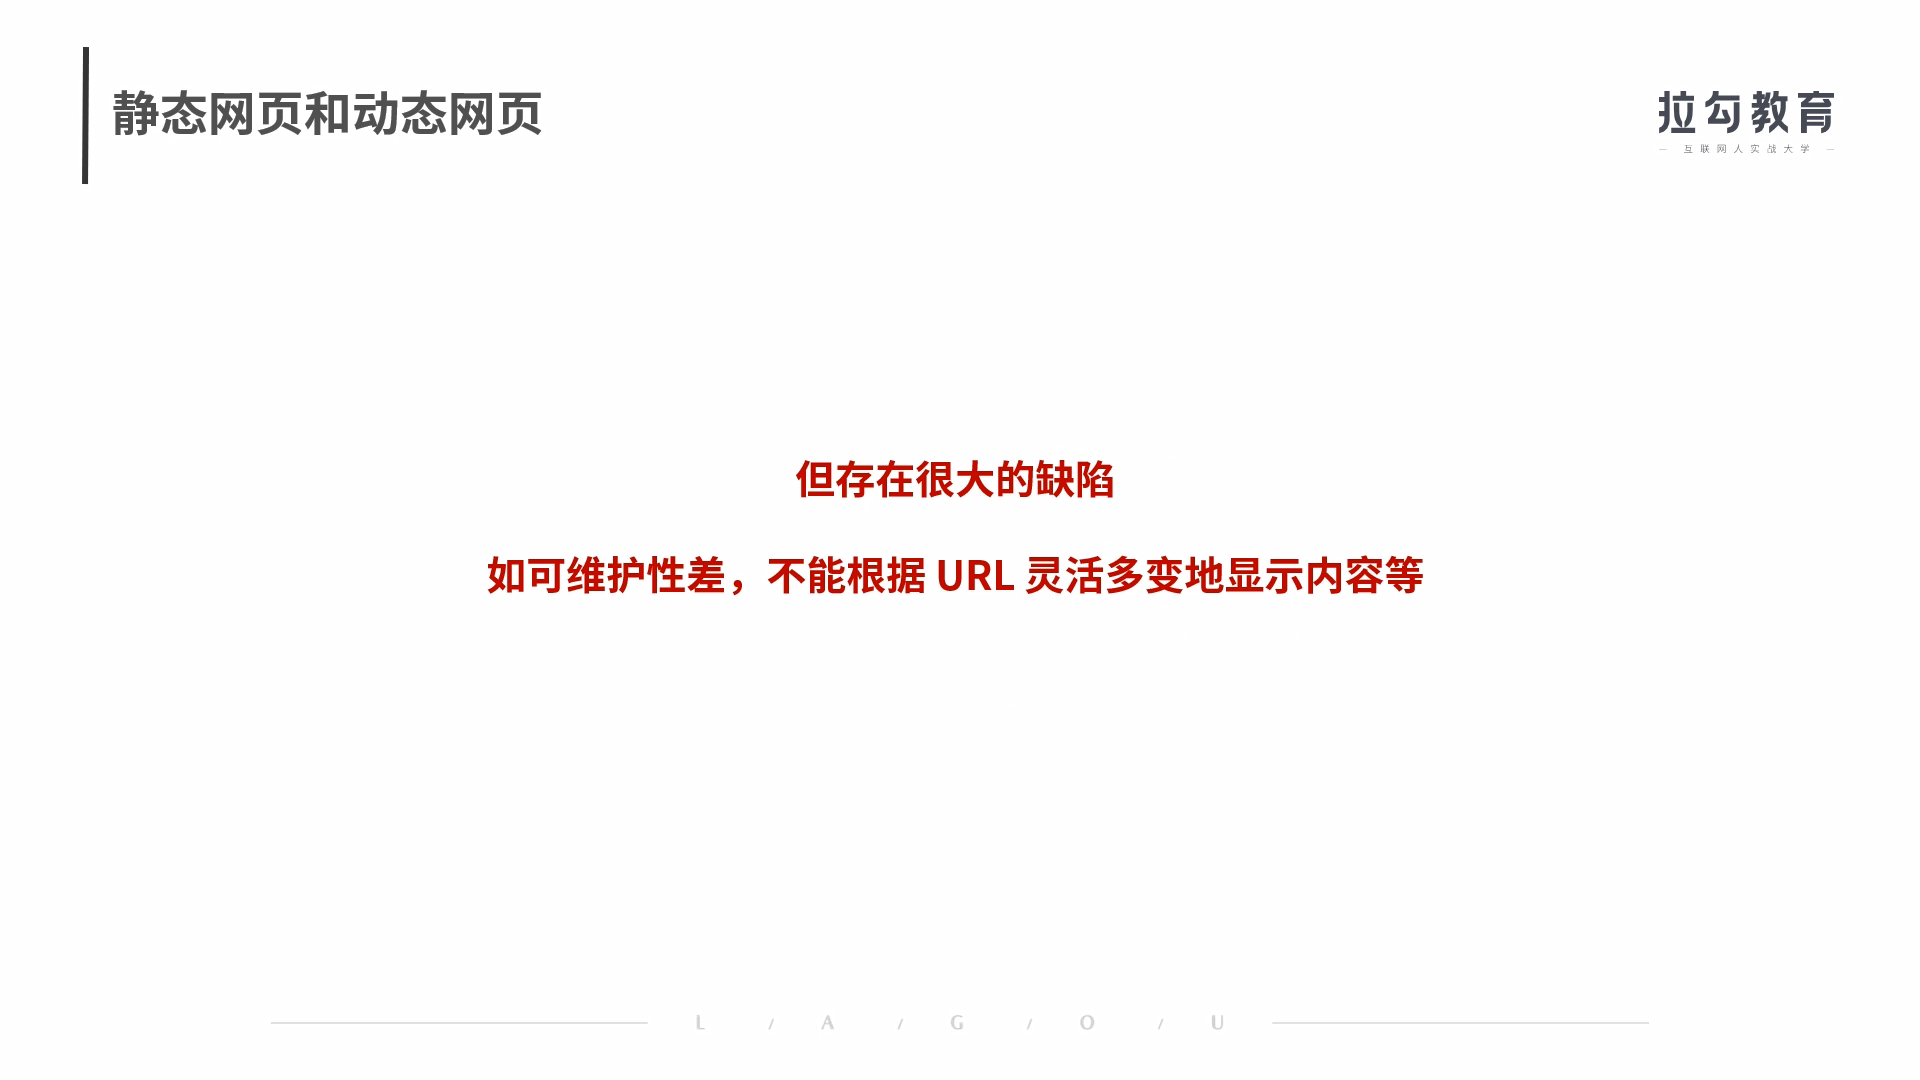 静态网页和动态网页
拉勾教育
— 互联网人实战大学 —
但存在很大的缺陷
如可维护性差，不能根据 URL 灵活多变地显示内容等
L / A / G / O / U